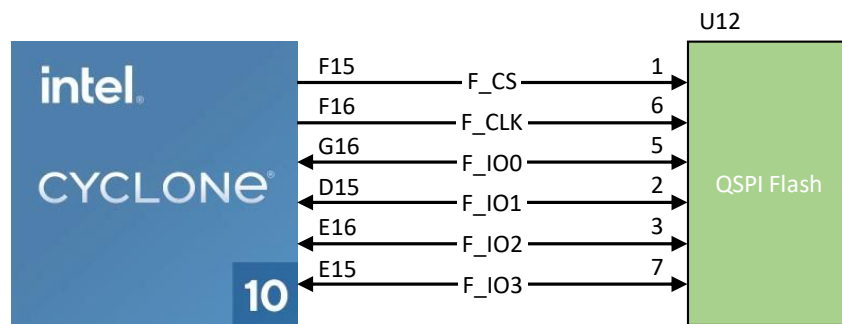 U12
intel.
CYCLONE®
10
F15 F_CS 1
F16 F_CLK 6
G16 F_IO0 5
D15 F_IO1 2
E16 F_IO2 3
E15 F_IO3 7
QSPI Flash